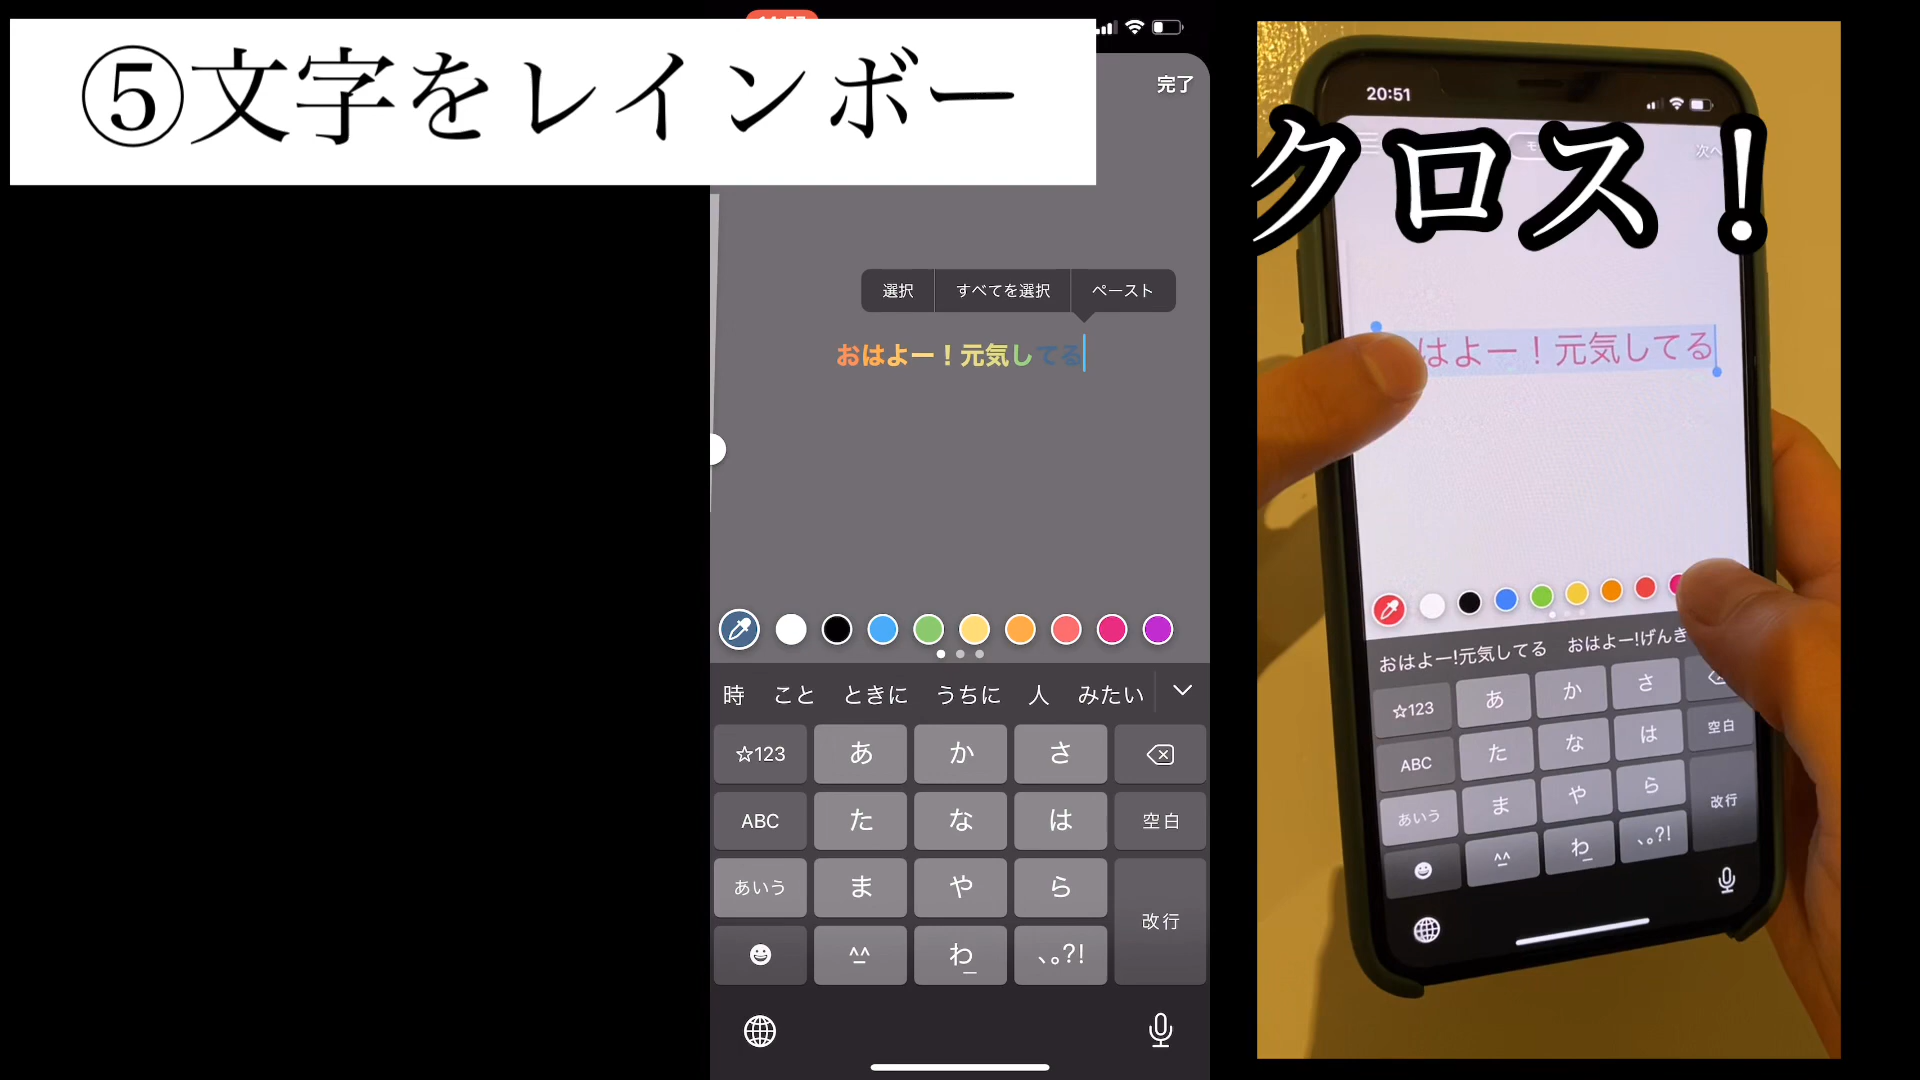 ⑤文字をレインボー
完了
選択 すべてを選択 ペースト
おはよー！元気してる
時 こと ときに うちに 人 みたい
☆123 あ か さ
ABC た な は 空白
あいう ま や ら 改行
^^ わ 、。?!
20:51
クロス！
次へ
はよー！元気してる
おはよー!元気してる おはよー!げんき
☆123 あ か さ
ABC た な は 空白
あいう ま や ら 改行
^^ わ 、。?!